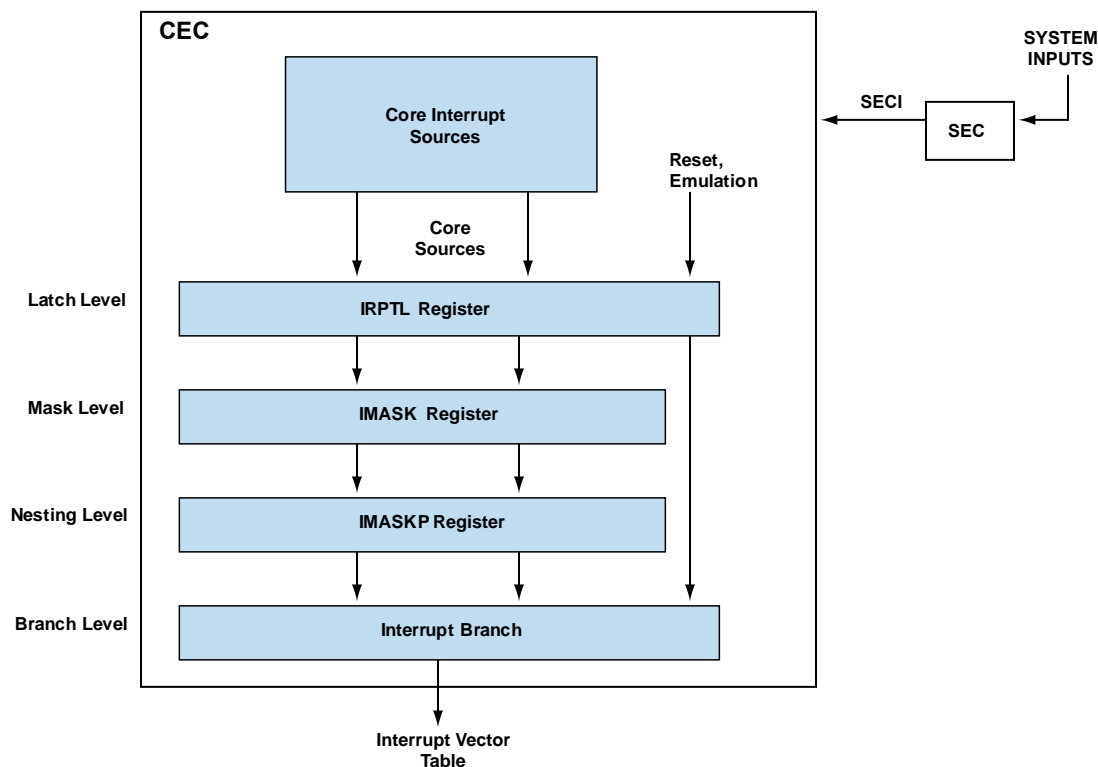 CEC
SYSTEM
INPUTS
SECI
SEC
Core Interrupt
Sources
Reset,
Emulation
Core
Sources
Latch Level
IRPTL Register
Mask Level
IMASK Register
Nesting Level
IMASKP Register
Branch Level
Interrupt Branch
Interrupt Vector
Table